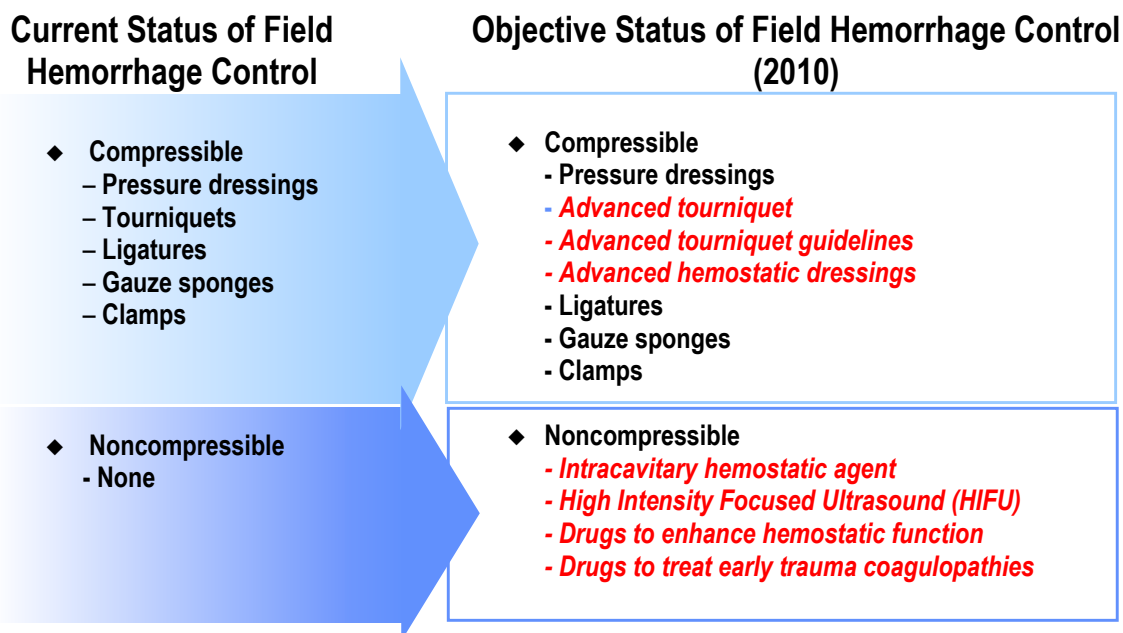 Current Status of Field
Hemorrhage Control
◆ Compressible
– Pressure dressings
– Tourniquets
– Ligatures
– Gauze sponges
– Clamps
◆ Noncompressible
- None
Objective Status of Field Hemorrhage Control
(2010)
◆ Compressible
- Pressure dressings
- Advanced tourniquet
- Advanced tourniquet guidelines
- Advanced hemostatic dressings
- Ligatures
- Gauze sponges
- Clamps
◆ Noncompressible
- Intracavitary hemostatic agent
- High Intensity Focused Ultrasound (HIFU)
- Drugs to enhance hemostatic function
- Drugs to treat early trauma coagulopathies